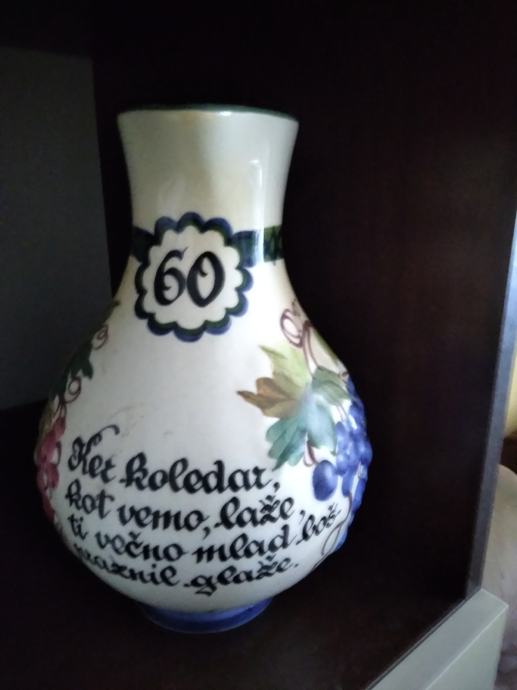 60
Ker koledar,
kot vemo, laže,
ti večno mlad boš
praznil glaže.